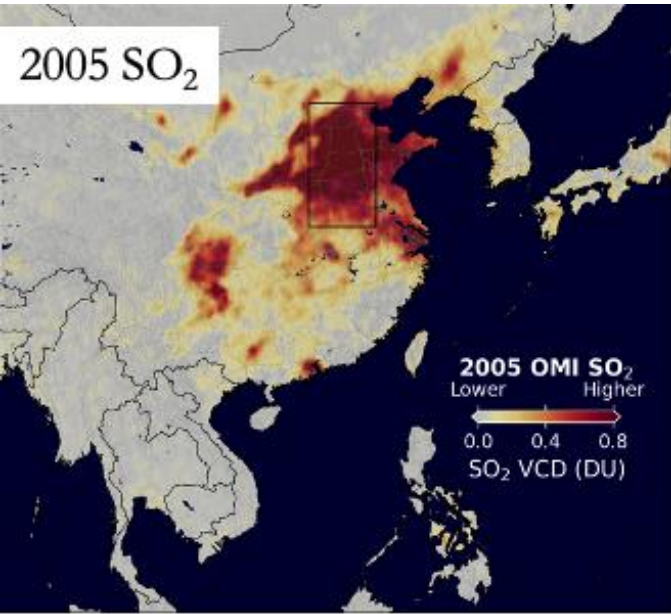 2005 SO₂
2005 OMI SO₂
Lower Higher
0.0 0.4 0.8
SO₂ VCD (DU)